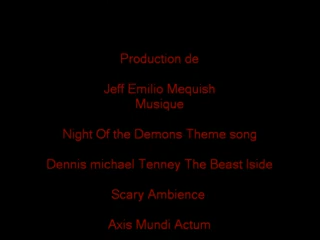 Production de
Jeff Emilio Mequish
Musique
Night Of the Demons Theme song
Dennis michael Tenney The Beast Iside
Scary Ambience
Axis Mundi Actum